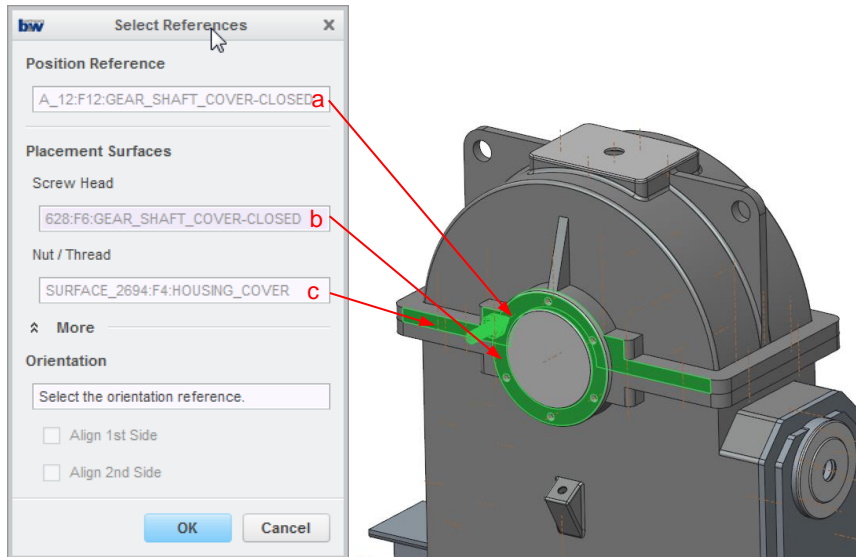 b&w
Select References
Position Reference
A_12:F12:GEAR_SHAFT_COVER-CLOSED
a
Placement Surfaces
Screw Head
628:F6:GEAR_SHAFT_COVER-CLOSED
b
Nut / Thread
SURFACE_2694:F4:HOUSING_COVER
c
More
Orientation
Select the orientation reference.
Align 1st Side
Align 2nd Side
OK
Cancel